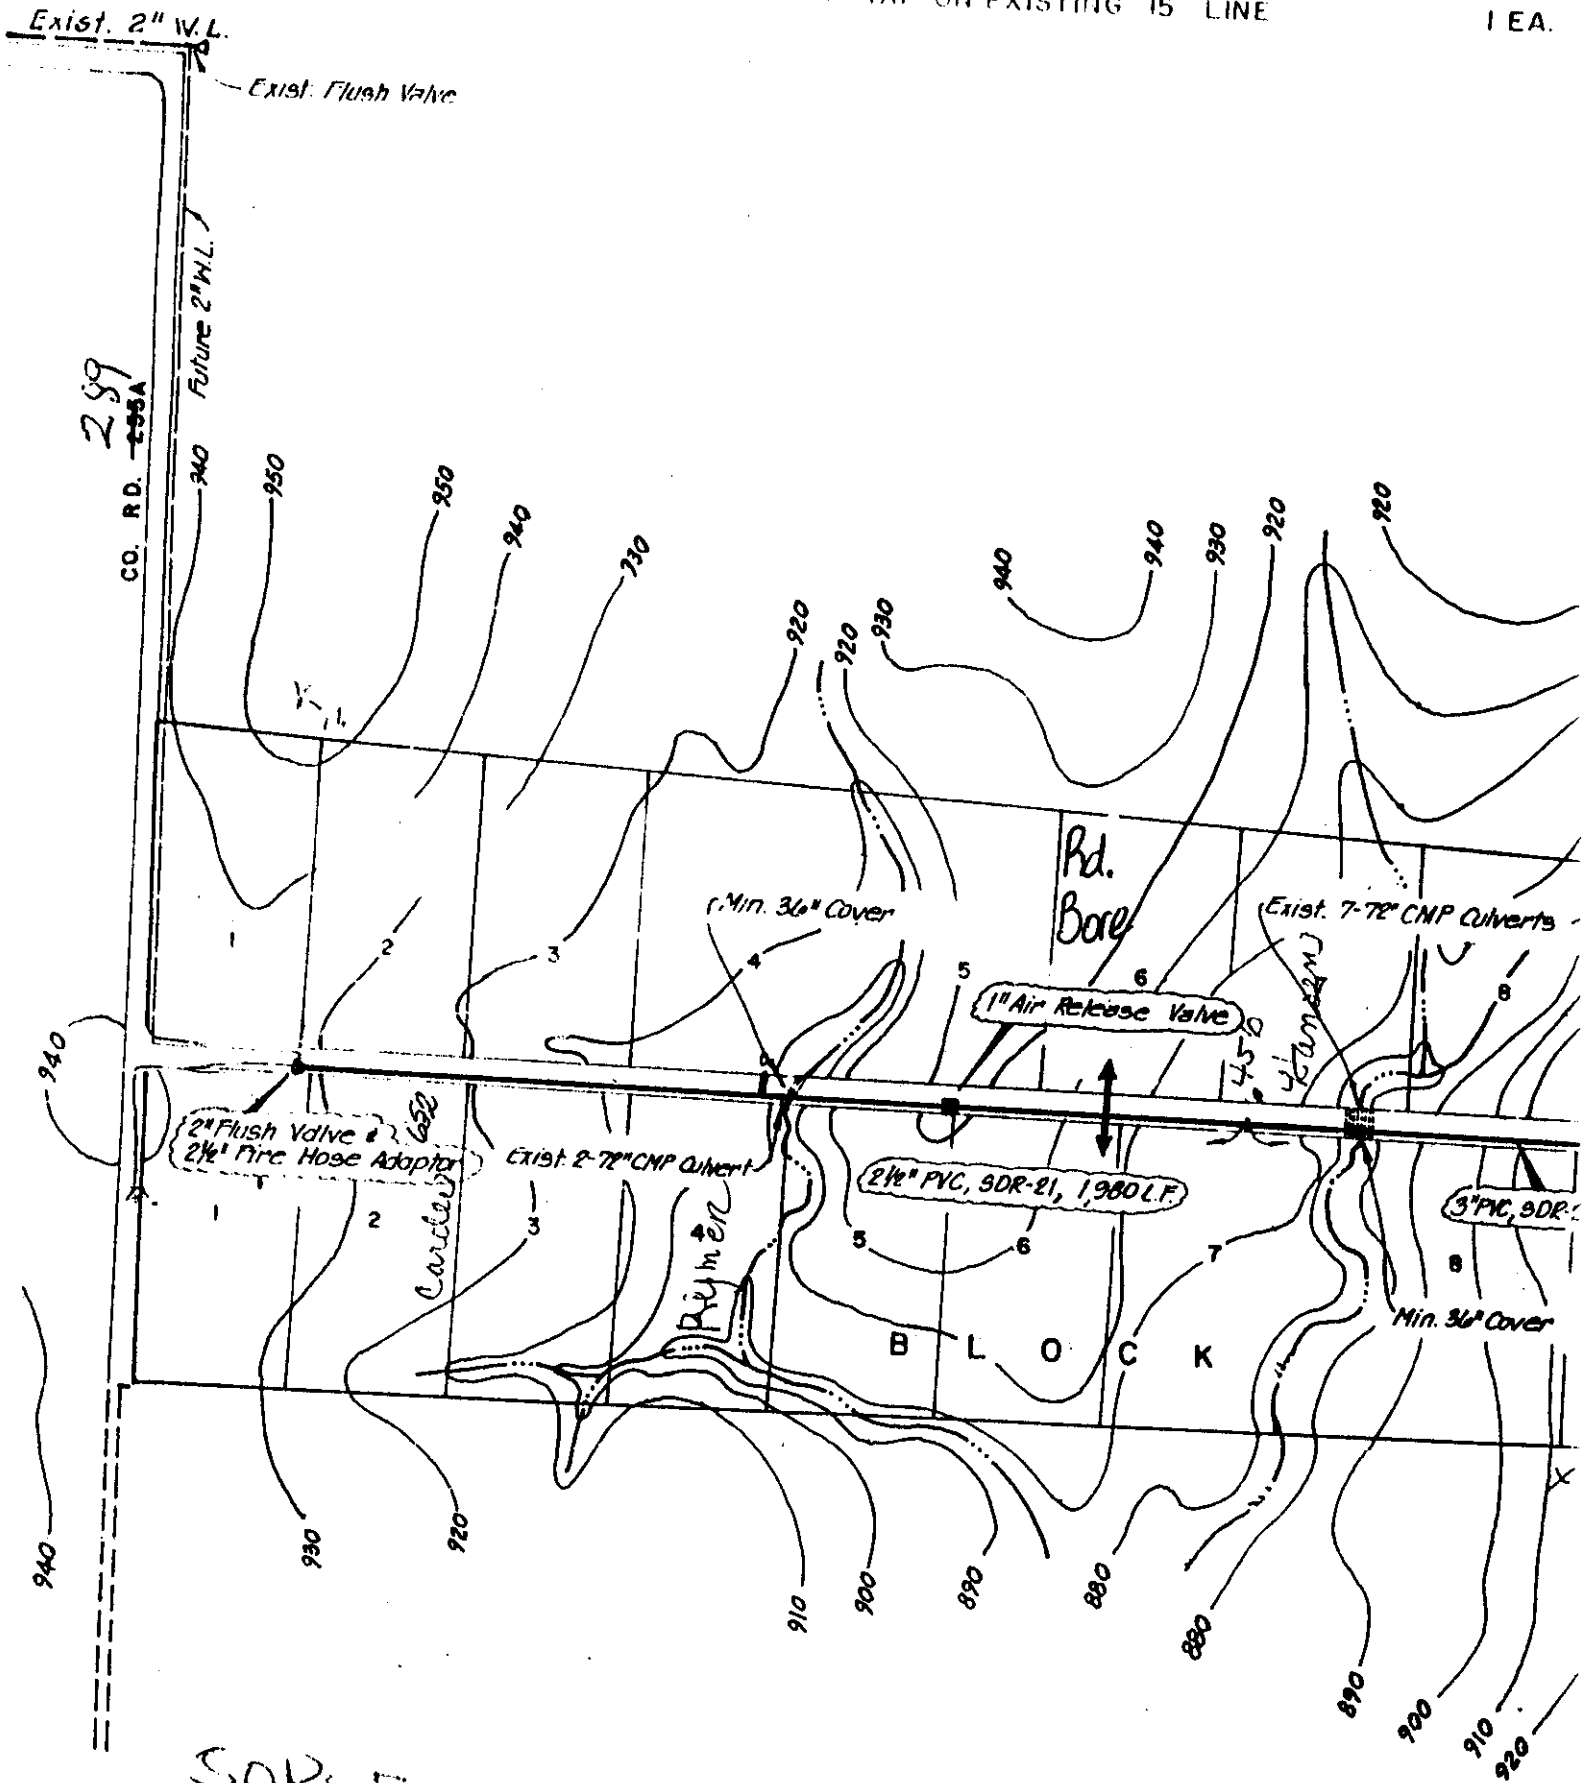 ON EXISTING 15 LINE
1 EA.
Exist. 2" W.L.
Exist. Flush Valve
Future 2" W.L.
289
CO. RD.
940
950
950
940
930
920
920
930
940
940
930
920
920
Rd.
Bore
Min. 36" Cover
Exist. 7-72" CMP Culverts
1
2
3
4
5
6
8
1" Air Release Valve
450
940
2" Flush Valve &
2½" Fire Hose Adaptor
652
Exist. 2-72" CMP Culvert
2½" PVC, SDR-21, 1,980 L.F.
3" PVC, SDR-
1
2
3
4
5
6
7
8
Min. 36" Cover
B L O C K
X
940
930
920
910
900
890
880
880
890
900
910
920